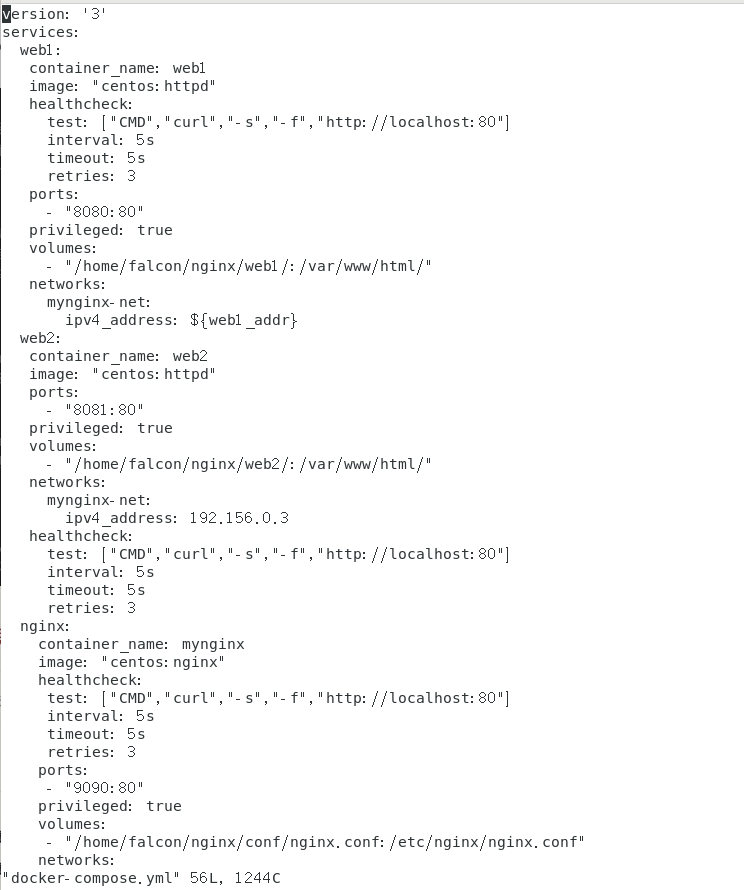 version: '3'
services:
  web1:
   container_name: web1
   image: "centos:httpd"
   healthcheck:
     test: ["CMD","curl","-s","-f","http://localhost:80"]
     interval: 5s
     timeout: 5s
     retries: 3
   ports:
     - "8080:80"
   privileged: true
   volumes:
     - "/home/falcon/nginx/web1/:/var/www/html/"
   networks:
     mynginx-net:
       ipv4_address: ${web1_addr}
  web2:
   container_name: web2
   image: "centos:httpd"
   ports:
     - "8081:80"
   privileged: true
   volumes:
     - "/home/falcon/nginx/web2/:/var/www/html/"
   networks:
     mynginx-net:
       ipv4_address: 192.156.0.3
   healthcheck:
     test: ["CMD","curl","-s","-f","http://localhost:80"]
     interval: 5s
     timeout: 5s
     retries: 3
  nginx:
    container_name: mynginx
    image: "centos:nginx"
    healthcheck:
     test: ["CMD","curl","-s","-f","http://localhost:80"]
     interval: 5s
     timeout: 5s
     retries: 3
    ports:
     - "9090:80"
    privileged: true
    volumes:
     - "/home/falcon/nginx/conf/nginx.conf:/etc/nginx/nginx.conf"
    networks:
"docker-compose.yml" 56L, 1244C